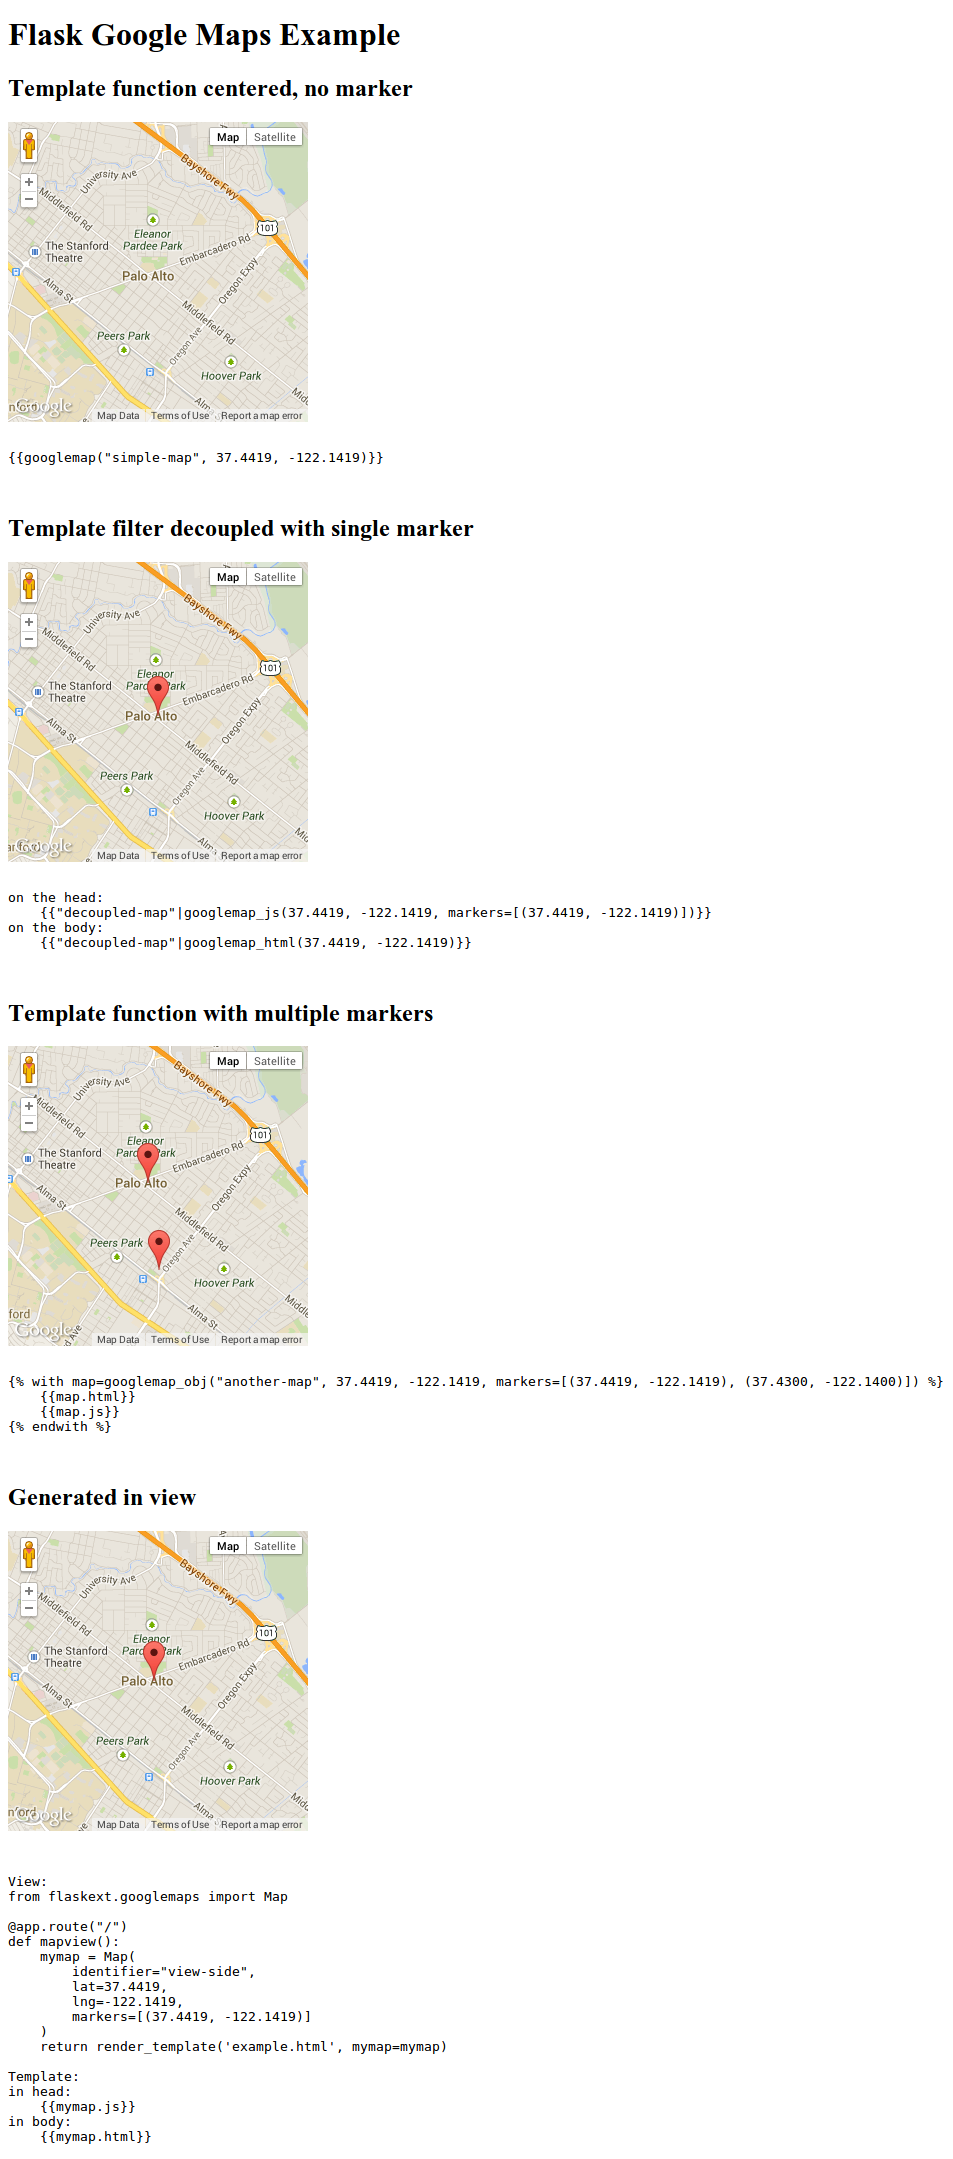 Flask Google Maps Example
Template function centered, no marker
Map Satellite
Bayshore Fwy
University Ave
+
−
Middlefield Rd
101
Eleanor
Pardee Park
The Stanford
Theatre
Embarcadero Rd
Palo Alto
Oregon Expy
Alma St
Middlefield Rd
Peers Park
Oregon Ave
Hoover Park
Google
Map Data Terms of Use Report a map error
{{googlemap("simple-map", 37.4419, -122.1419)}}
Template filter decoupled with single marker
Map Satellite
Bayshore Fwy
University Ave
+
−
Middlefield Rd
101
Eleanor
The Stanford
Theatre
Embarcadero Rd
Palo Alto
Oregon Expy
Alma St
Middlefield Rd
Peers Park
Oregon Ave
Hoover Park
Google
Map Data Terms of Use Report a map error
on the head:
    {{"decoupled-map"|googlemap_js(37.4419, -122.1419, markers=[(37.4419, -122.1419)])}}
on the body:
    {{"decoupled-map"|googlemap_html(37.4419, -122.1419)}}
Template function with multiple markers
Map Satellite
Bayshore Fwy
University Ave
+
−
Middlefield Rd
101
Eleanor
The Stanford
Theatre
Embarcadero Rd
Palo Alto
Oregon Expy
Alma St
Middlefield Rd
Peers Park
Oregon Ave
Hoover Park
Alma St
Google
Map Data Terms of Use Report a map error
{% with map=googlemap_obj("another-map", 37.4419, -122.1419, markers=[(37.4419, -122.1419), (37.4300, -122.1400)]) %}
    {{map.html}}
    {{map.js}}
{% endwith %}
Generated in view
Map Satellite
Bayshore Fwy
University Ave
+
−
Middlefield Rd
101
Eleanor
The Stanford
Theatre
Embarcadero Rd
Palo Alto
Oregon Expy
Alma St
Middlefield Rd
Peers Park
Oregon Ave
Hoover Park
Google
Map Data Terms of Use Report a map error
View:
from flaskext.googlemaps import Map
@app.route("/")
def mapview():
    mymap = Map(
        identifier="view-side",
        lat=37.4419,
        lng=-122.1419,
        markers=[(37.4419, -122.1419)]
    )
    return render_template('example.html', mymap=mymap)
Template:
in head:
    {{mymap.js}}
in body:
    {{mymap.html}}